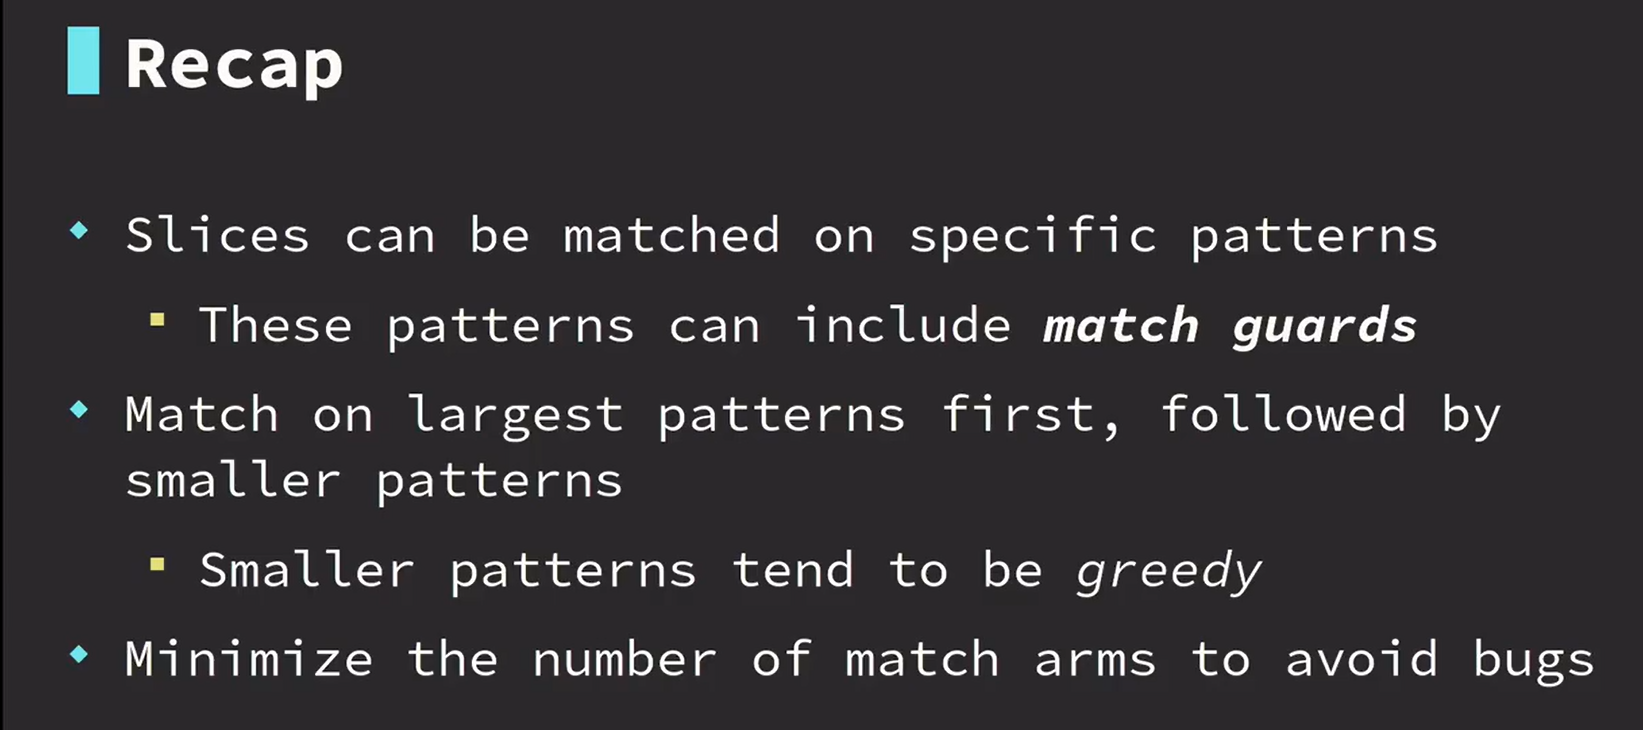 Recap
Slices can be matched on specific patterns
These patterns can include match guards
Match on largest patterns first, followed by
smaller patterns
Smaller patterns tend to be greedy
Minimize the number of match arms to avoid bugs